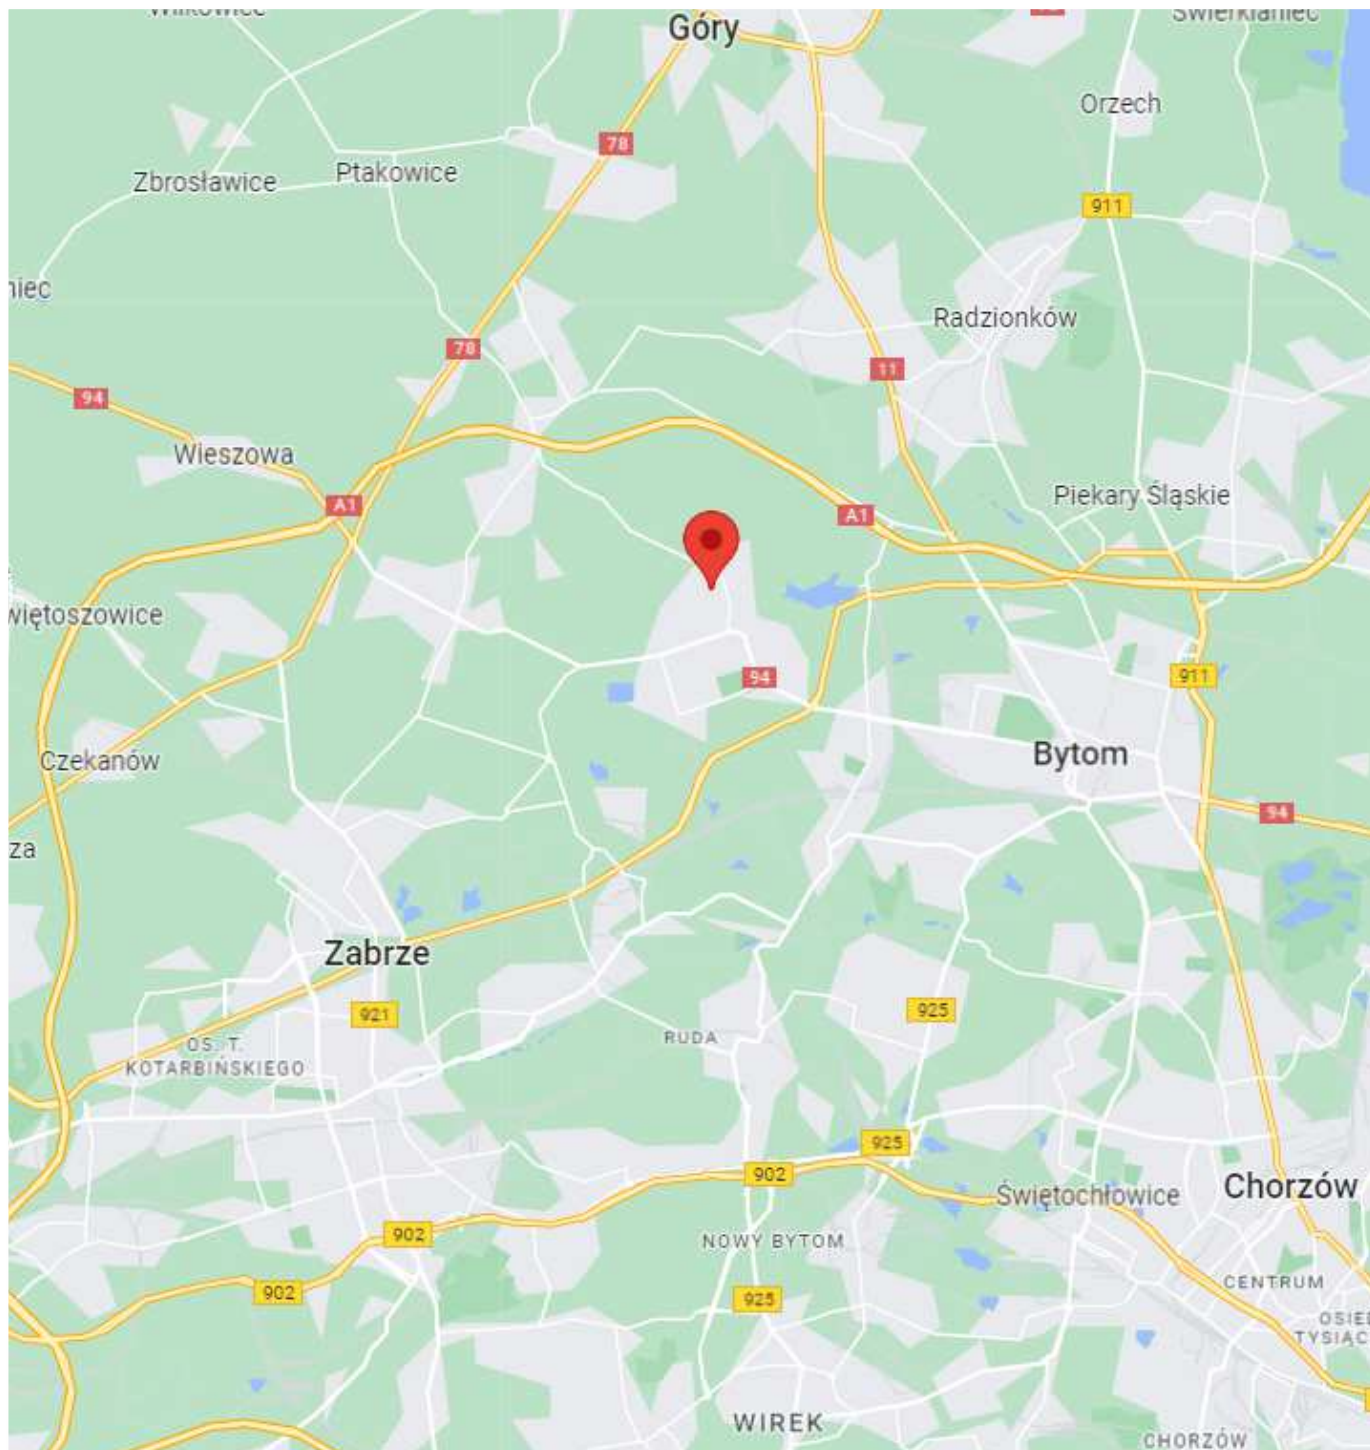 Góry
Orzech
78
Ptakowice
Zbrosławice
911
niec
Radzionków
78
11
94
Wieszowa
Piekary Śląskie
A1
A1
więtoszowice
94
911
Bytom
Czekanów
94
za
Zabrze
925
921
RUDA
OS. T.
KOTARBIŃSKIEGO
925
902
Świętochłowice
Chorzów
902
NOWY BYTOM
CENTRUM
902
925
OSIED
TYSIĄC
WIREK
CHORZÓW